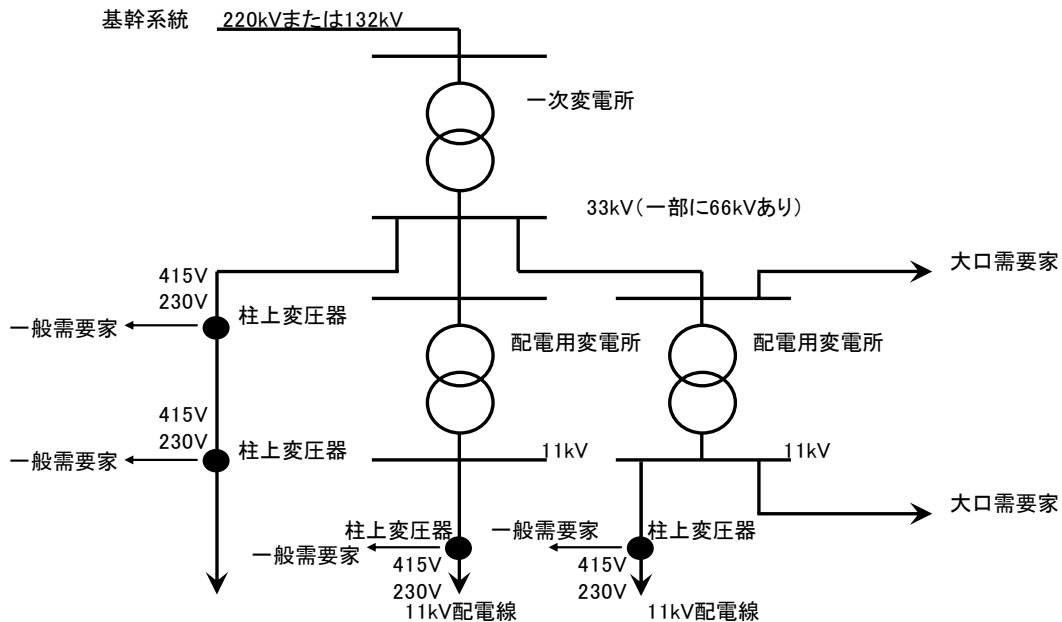 基幹系統 220kVまたは132kV
一次変電所
33kV(一部に66kVあり)
大口需要家
415V
230V
一般需要家
柱上変圧器
配電用変電所
配電用変電所
415V
230V
一般需要家
柱上変圧器
11kV
11kV
大口需要家
柱上変圧器
一般需要家
415V
230V
11kV配電線
一般需要家
柱上変圧器
415V
230V
11kV配電線